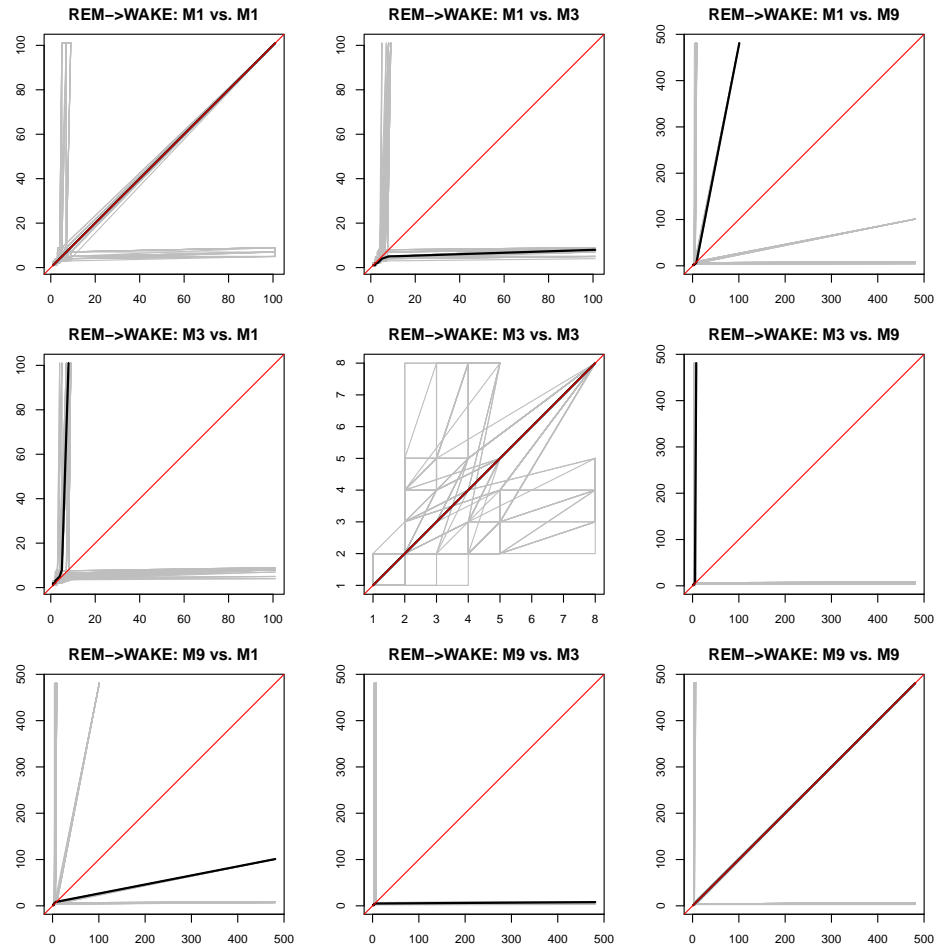 REM−>WAKE: M1 vs. M1 REM−>WAKE: M1 vs. M3 REM−>WAKE: M1 vs. M9
100 100 500
80 80 400
60 60 300
40 40 200
20 20 100
0 0 0
0 20 40 60 80 100 0 20 40 60 80 100 0 100 200 300 400 500
REM−>WAKE: M3 vs. M1 REM−>WAKE: M3 vs. M3 REM−>WAKE: M3 vs. M9
100 8 500
80 7 400
60 6 300
40 5 200
20 4 100
0 3 0
2
1
0 20 40 60 80 100 1 2 3 4 5 6 7 8 0 100 200 300 400 500
REM−>WAKE: M9 vs. M1 REM−>WAKE: M9 vs. M3 REM−>WAKE: M9 vs. M9
500 500 500
400 400 400
300 300 300
200 200 200
100 100 100
0 0 0
0 100 200 300 400 500 0 100 200 300 400 500 0 100 200 300 400 500